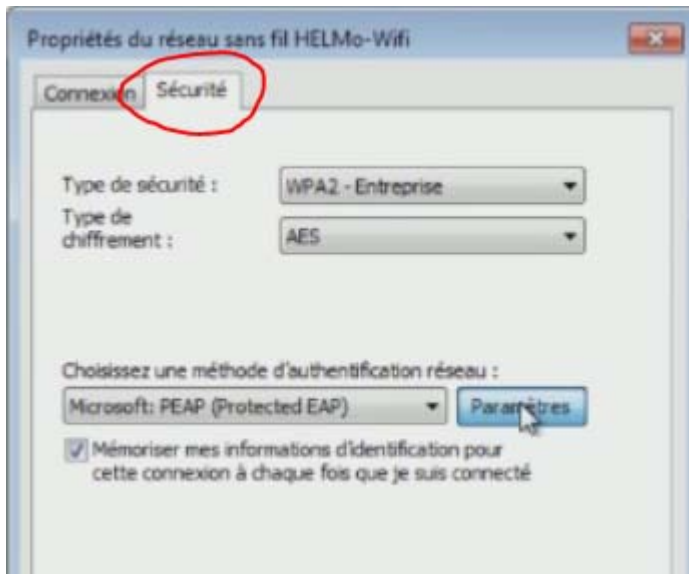 Propriétés du réseau sans fil HELMo-Wifi
Connexion Sécurité
Type de sécurité : WPA2 - Entreprise
Type de
chiffrement : AES
Choisissez une méthode d'authentification réseau :
Microsoft: PEAP (Protected EAP) Paramètres
Mémoriser mes informations d'identification pour
cette connexion à chaque fois que je suis connecté